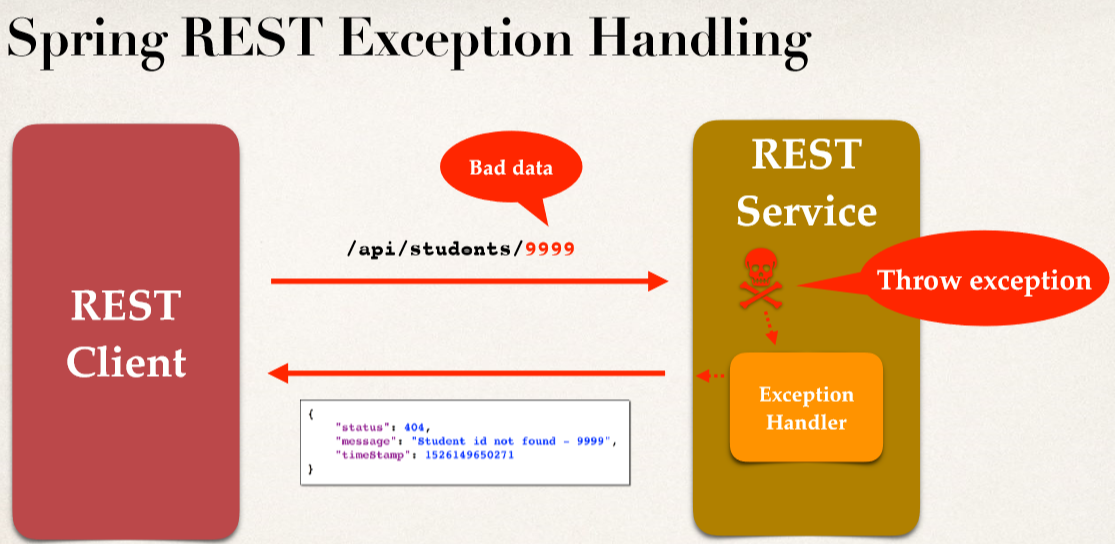 Spring REST Exception Handling
REST
Client
Bad data
/api/students/9999
{
"status": 404,
"message": "Student id not found - 9999",
"timeStamp": 1526149650271
}
REST
Service
Throw exception
Exception
Handler